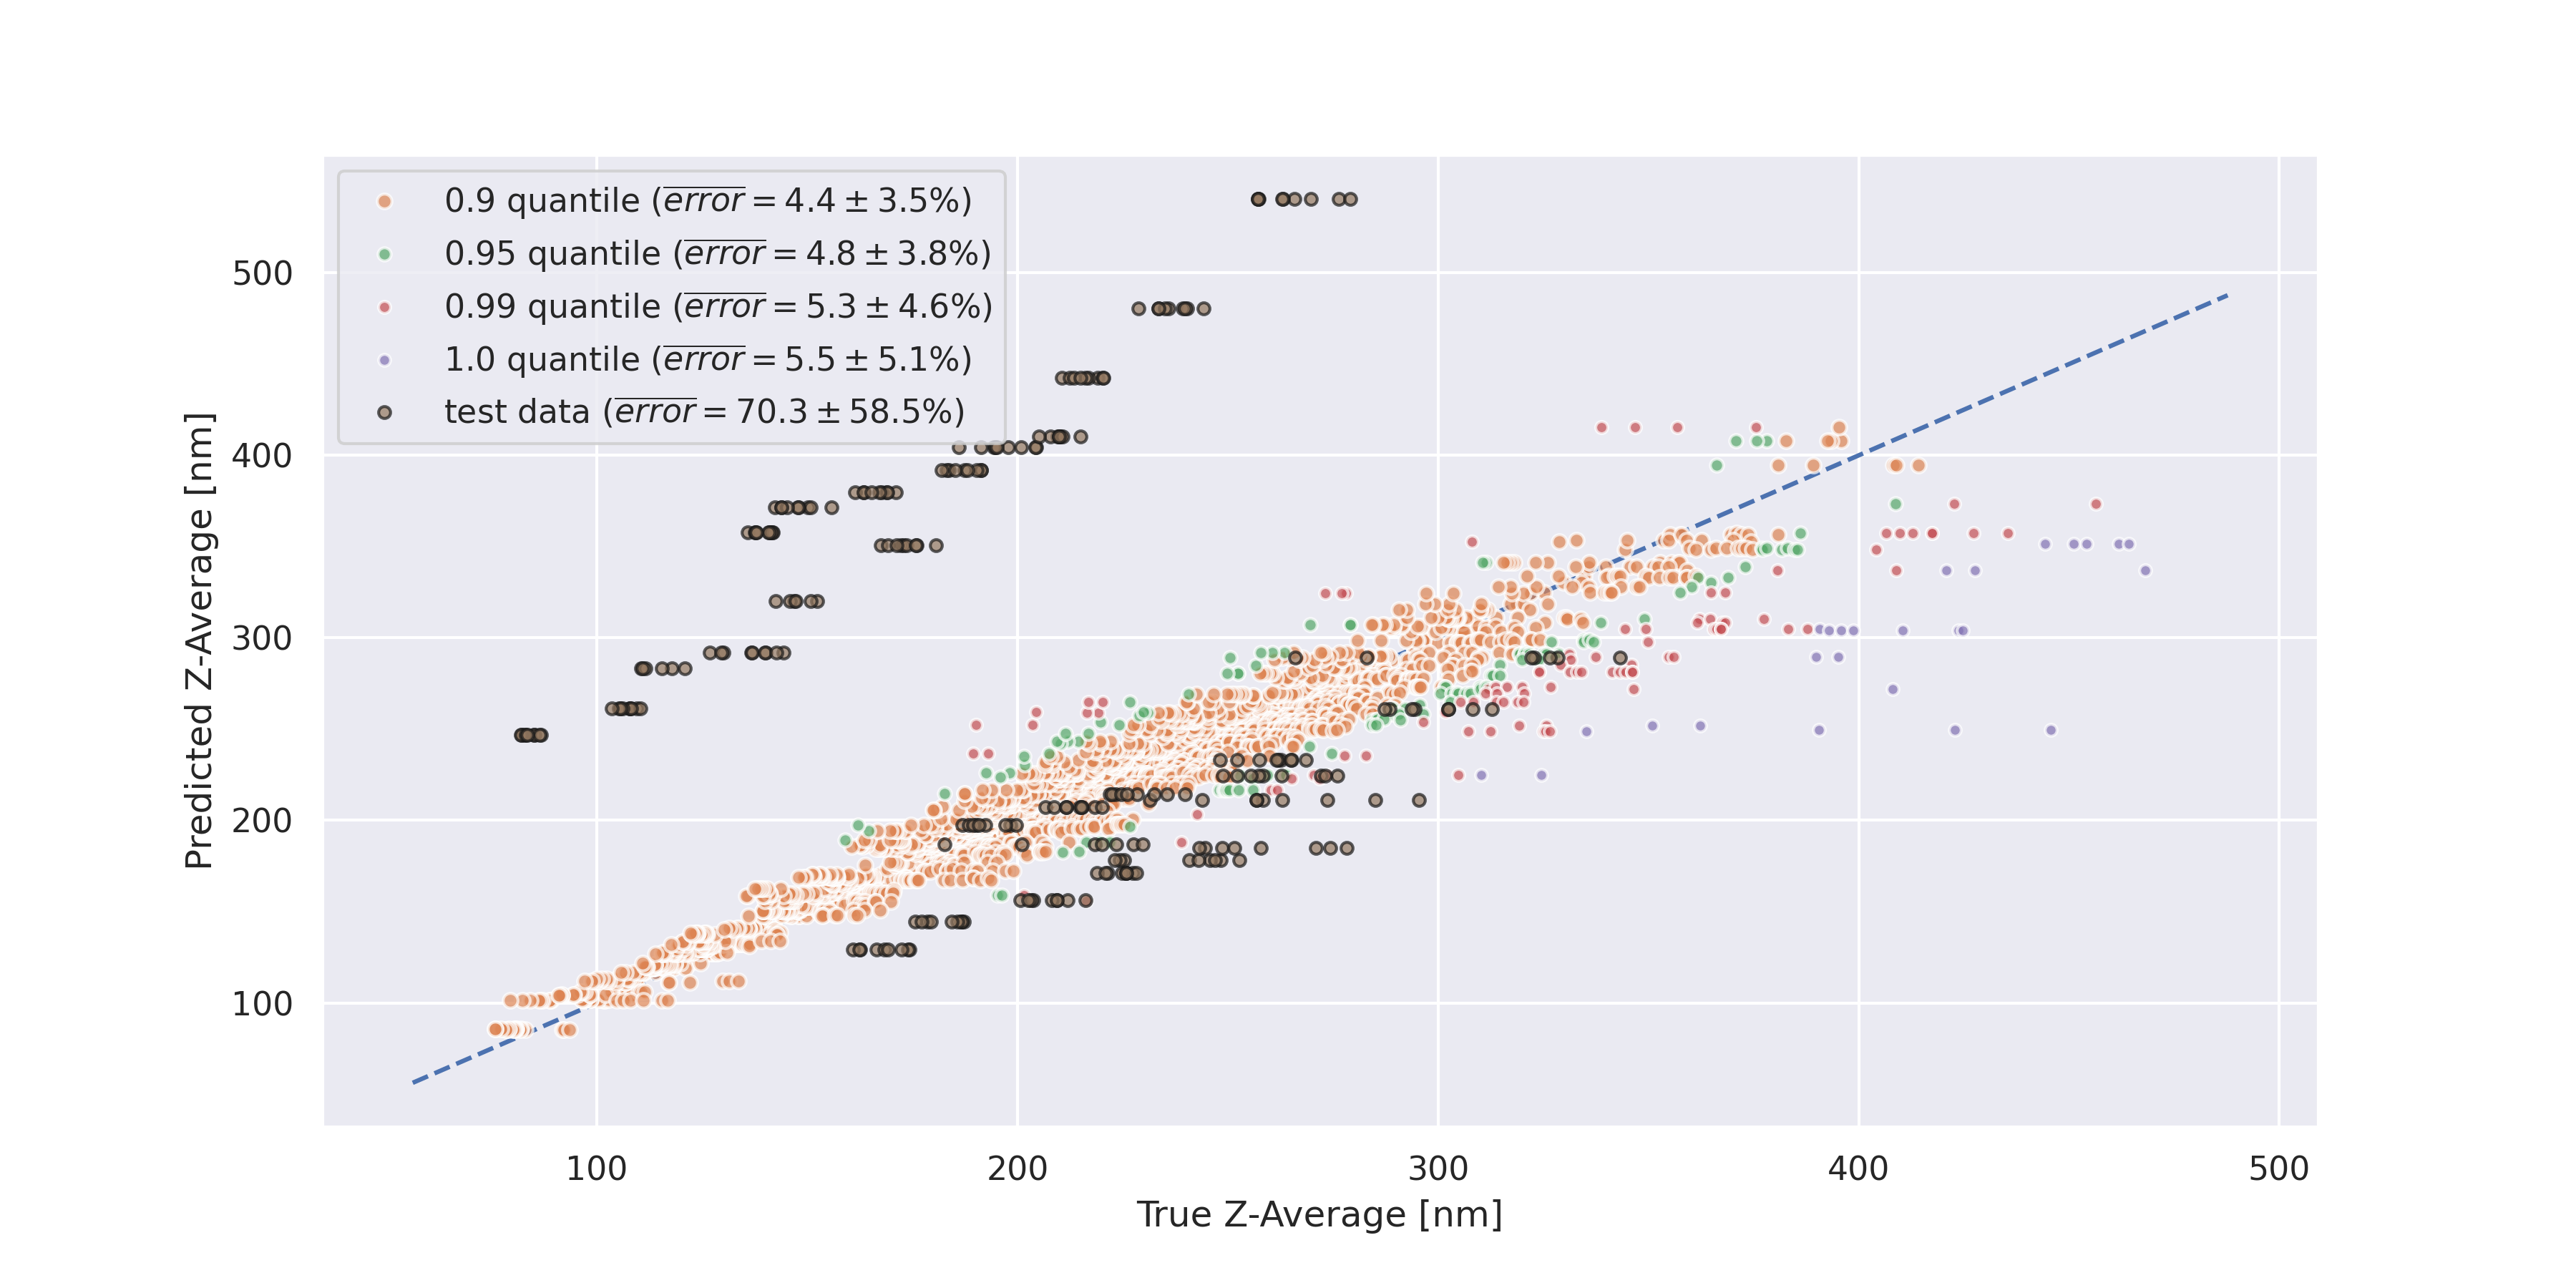 0.9 quantile (error = 4.4 ± 3.5%)
0.95 quantile (error = 4.8 ± 3.8%)
0.99 quantile (error = 5.3 ± 4.6%)
1.0 quantile (error = 5.5 ± 5.1%)
test data (error = 70.3 ± 58.5%)
500
400
300
200
100
Predicted Z-Average [nm]
100 200 300 400 500
True Z-Average [nm]